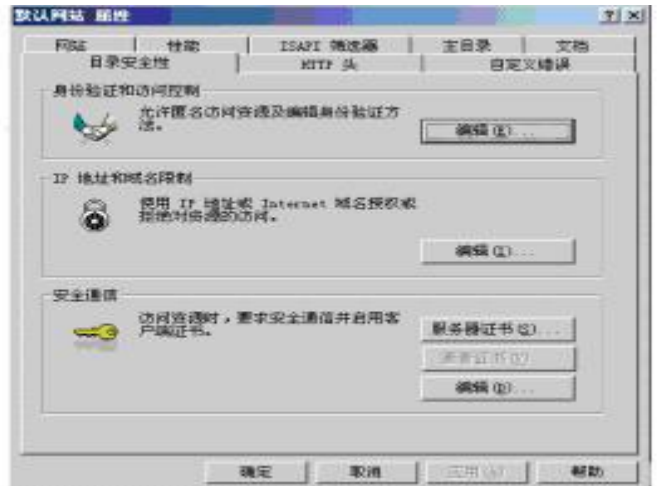 默认网站 属性
网站 性能 ISAPI 筛选器 主目录 文档
目录安全性 HTTP 头 自定义错误
身份验证和访问控制
允许匿名访问资源及编辑身份验证方
法。
编辑(E)...
IP 地址和域名限制
使用 IP 地址或 Internet 域名授权或
拒绝对资源的访问。
编辑(I)...
安全通信
访问资源时，要求安全通信并启用客
户端证书。
服务器证书(S)...
查看证书(V)
编辑(D)...
确定 取消 应用(A) 帮助